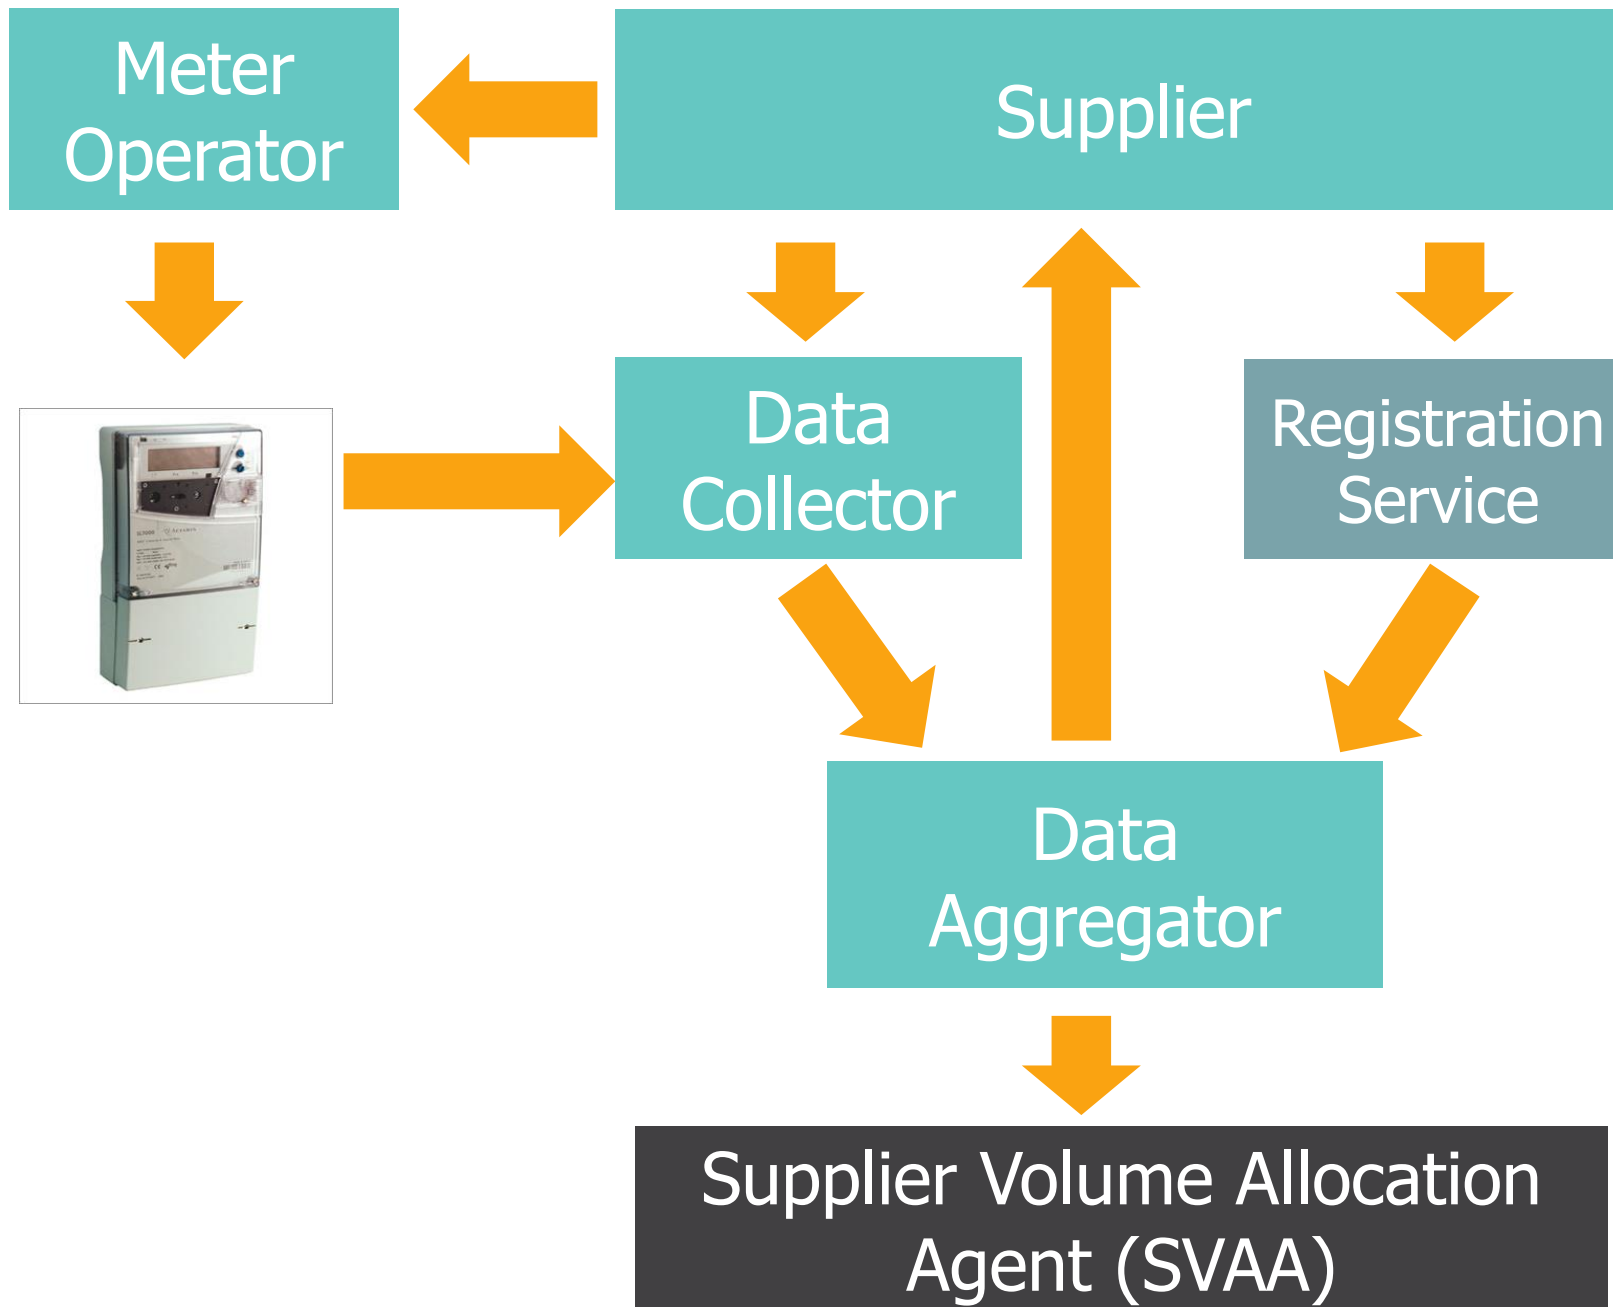 Meter
Operator
Supplier
Data
Collector
Registration
Service
Data
Aggregator
Supplier Volume Allocation
Agent (SVAA)